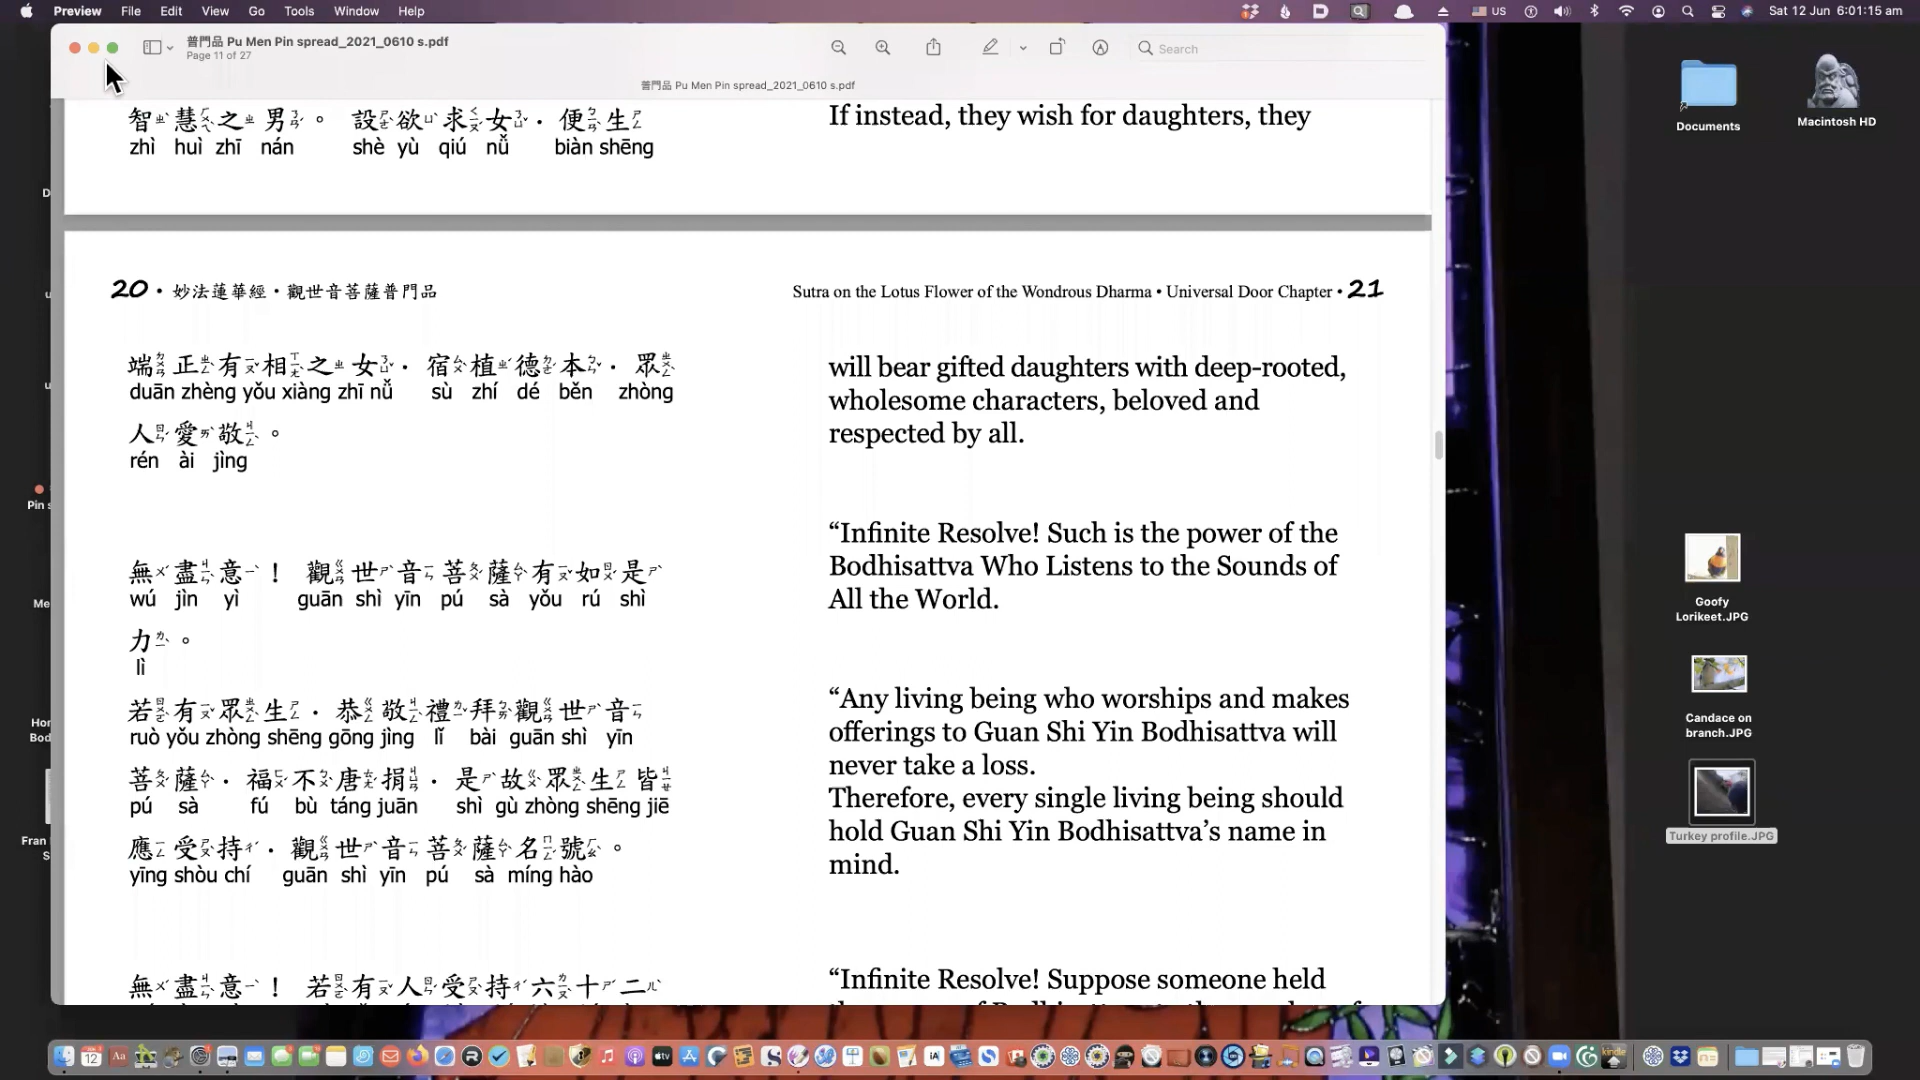 Preview File Edit View Go Tools Window Help
US Sat 12 Jun 6:01:15 am
普門品 Pu Men Pin spread_2021_0610 s.pdf
Page 11 of 27
Search
普門品 Pu Men Pin spread_2021_0610 s.pdf
智慧之男。 設欲求女・便生
zhì huì zhī nán shè yù qiú nǚ biàn shēng
If instead, they wish for daughters, they
20・妙法蓮華經・觀世音菩薩普門品
Sutra on the Lotus Flower of the Wondrous Dharma • Universal Door Chapter • 21
端正有相之女・宿植德本・眾
duān zhèng yǒu xiàng zhī nǚ sù zhí dé běn zhòng
人愛敬。
rén ài jìng
will bear gifted daughters with deep-rooted,
wholesome characters, beloved and
respected by all.
無盡意！ 觀世音菩薩有如是
wú jìn yì guān shì yīn pú sà yǒu rú shì
力。
lì
“Infinite Resolve! Such is the power of the
Bodhisattva Who Listens to the Sounds of
All the World.
若有眾生・恭敬禮拜觀世音
ruò yǒu zhòng shēng gōng jìng lǐ bài guān shì yīn
菩薩・福不唐捐・是故眾生皆
pú sà fú bù táng juān shì gù zhòng shēng jiē
應受持・觀世音菩薩名號。
yīng shòu chí guān shì yīn pú sà míng hào
“Any living being who worships and makes
offerings to Guan Shi Yin Bodhisattva will
never take a loss.
Therefore, every single living being should
hold Guan Shi Yin Bodhisattva’s name in
mind.
無盡意！ 若有人受持六十二
“Infinite Resolve! Suppose someone held
Documents
Macintosh HD
Goofy
Lorikeet.JPG
Candace on
branch.JPG
Turkey profile.JPG
Pin s
Me
Hor
Bod
Fran
S
12
Aa
iA
kindle